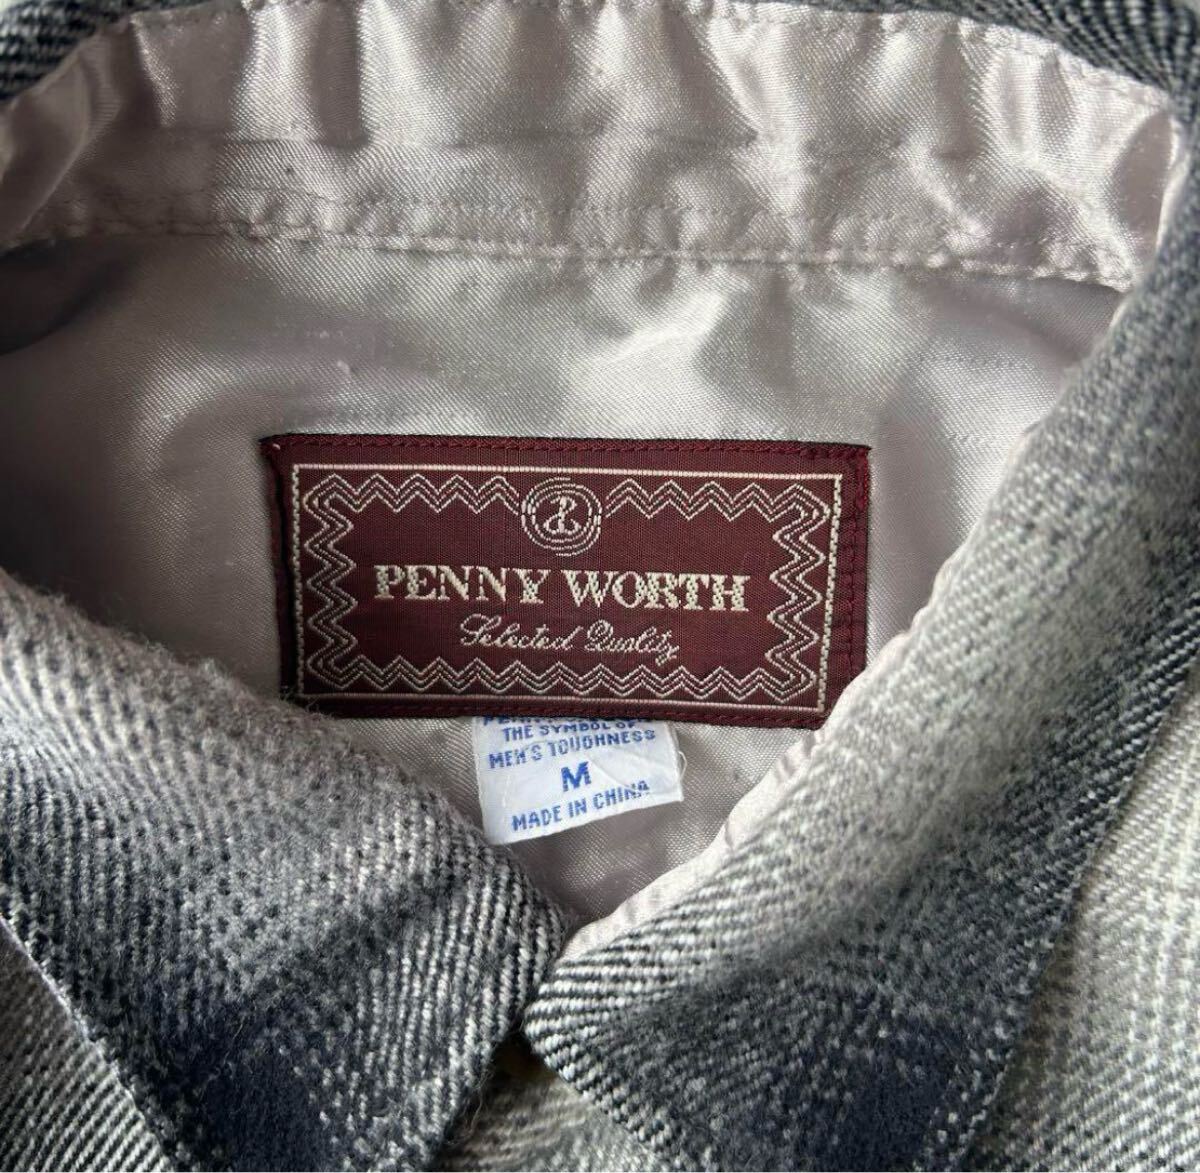 PENNY WORTH
Selected Quality
THE SYMBOL OF
MEN'S TOUGHNESS
M
MADE IN CHINA